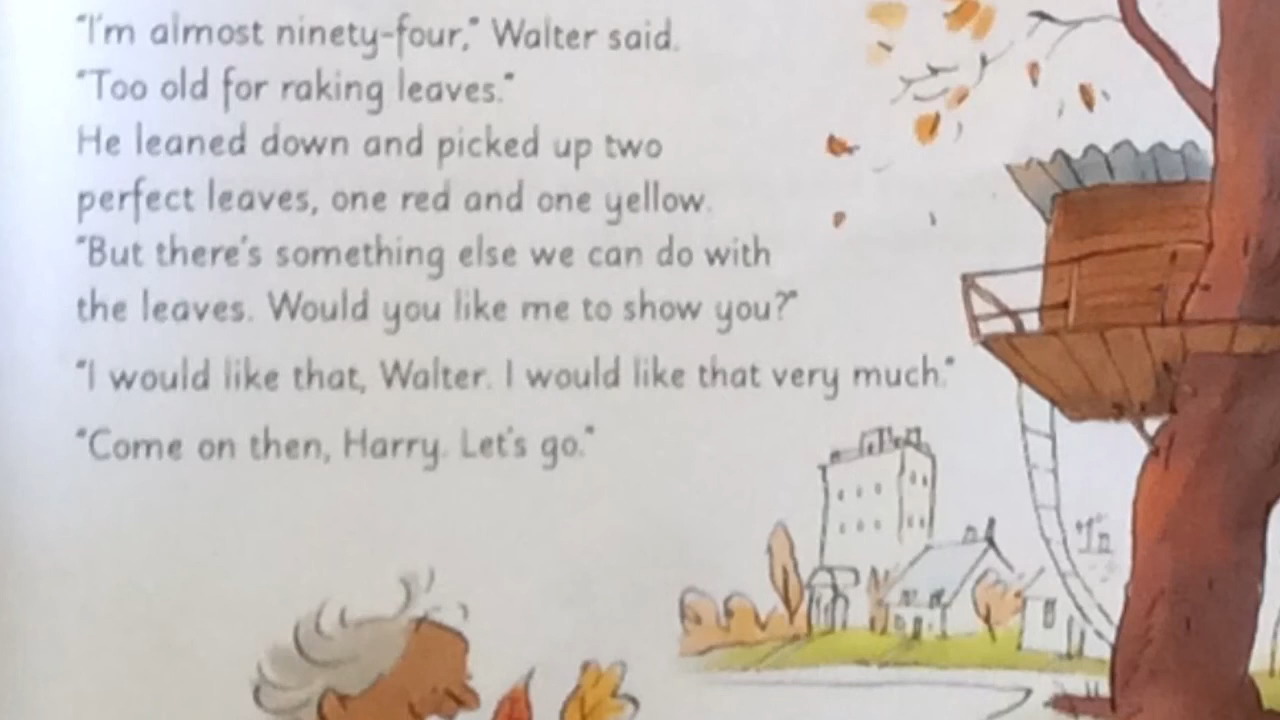 "I'm almost ninety-four," Walter said.
"Too old for raking leaves."
He leaned down and picked up two
perfect leaves, one red and one yellow.
"But there's something else we can do with
the leaves. Would you like me to show you?"
"I would like that, Walter. I would like that very much."
"Come on then, Harry. Let's go."